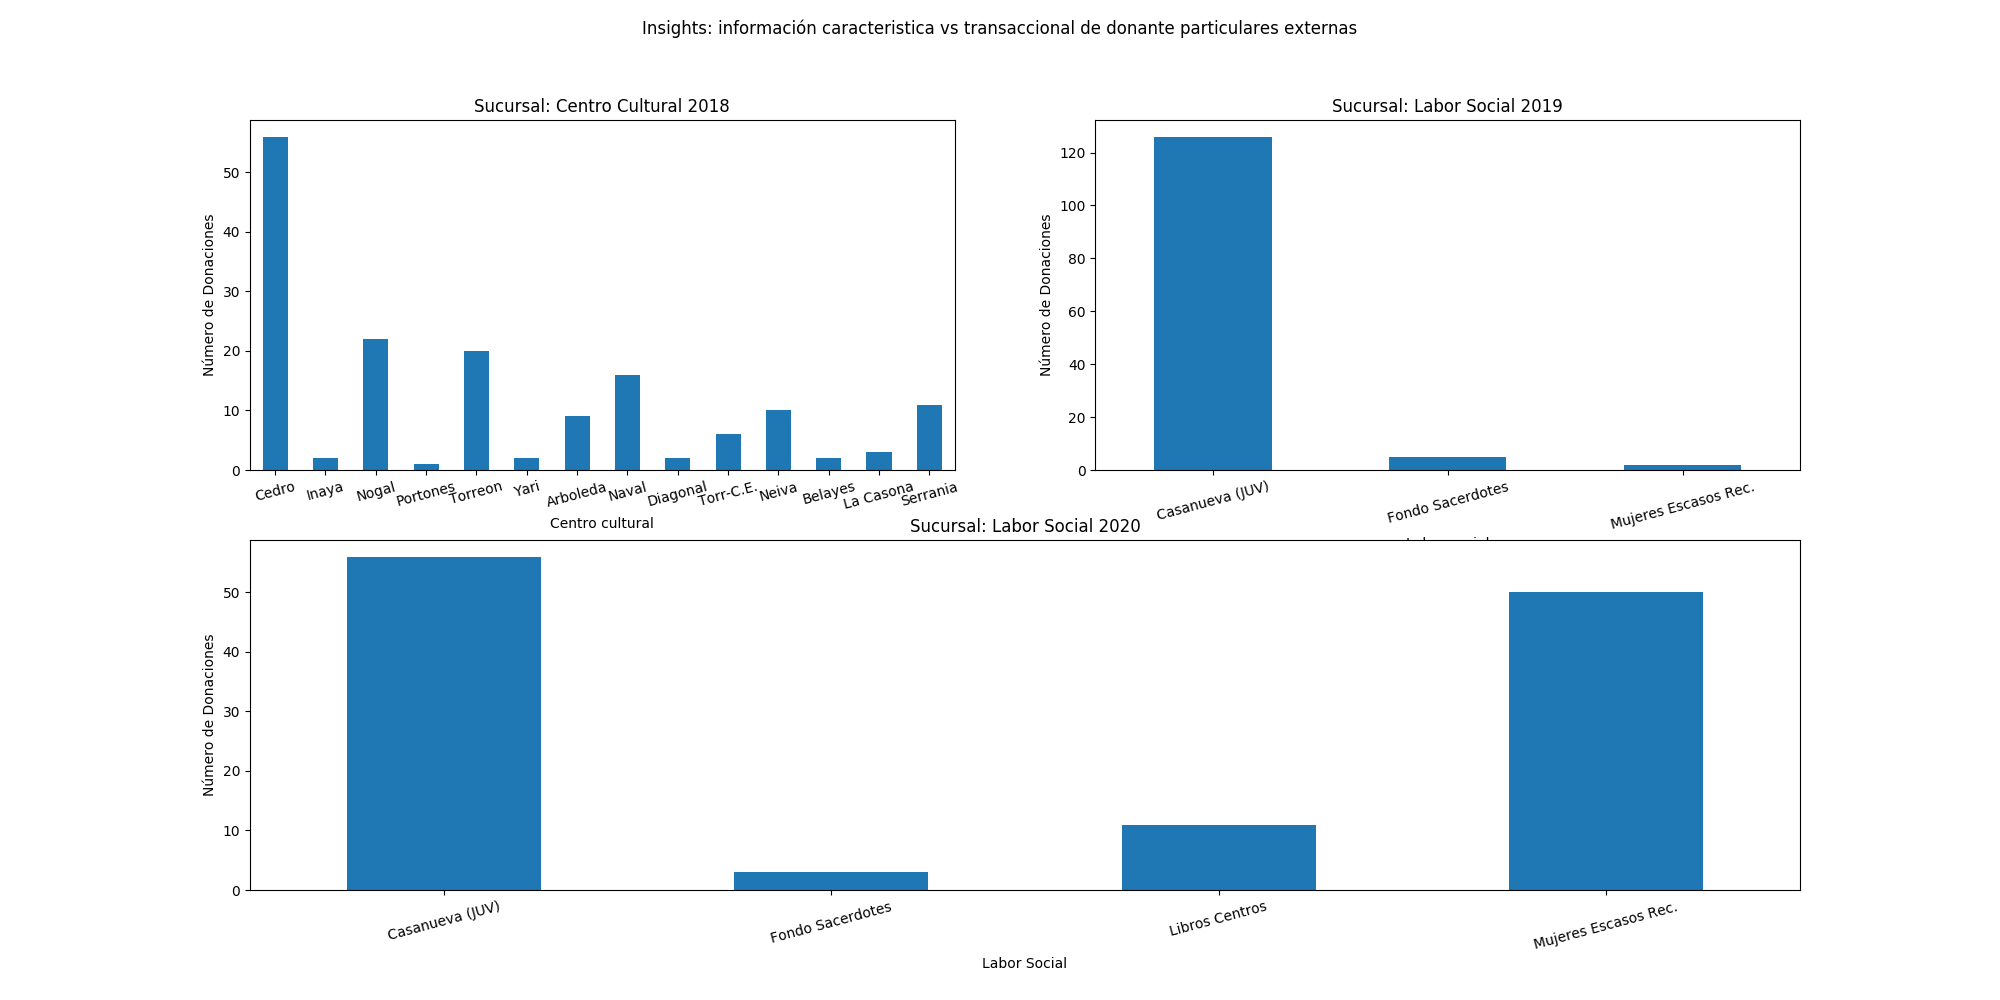 Insights: información caracteristica vs transaccional de donante particulares externas
Sucursal: Centro Cultural 2018
Número de Donaciones
50
40
30
20
10
0
Cedro
Inaya
Nogal
Portones
Torreon
Yari
Arboleda
Naval
Diagonal
Torr-C.E.
Neiva
Belayes
La Casona
Serrania
Centro cultural
Sucursal: Labor Social 2019
Número de Donaciones
120
100
80
60
40
20
0
Casanueva (JUV)
Fondo Sacerdotes
Mujeres Escasos Rec.
Sucursal: Labor Social 2020
Número de Donaciones
50
40
30
20
10
0
Casanueva (JUV)
Fondo Sacerdotes
Libros Centros
Mujeres Escasos Rec.
Labor Social